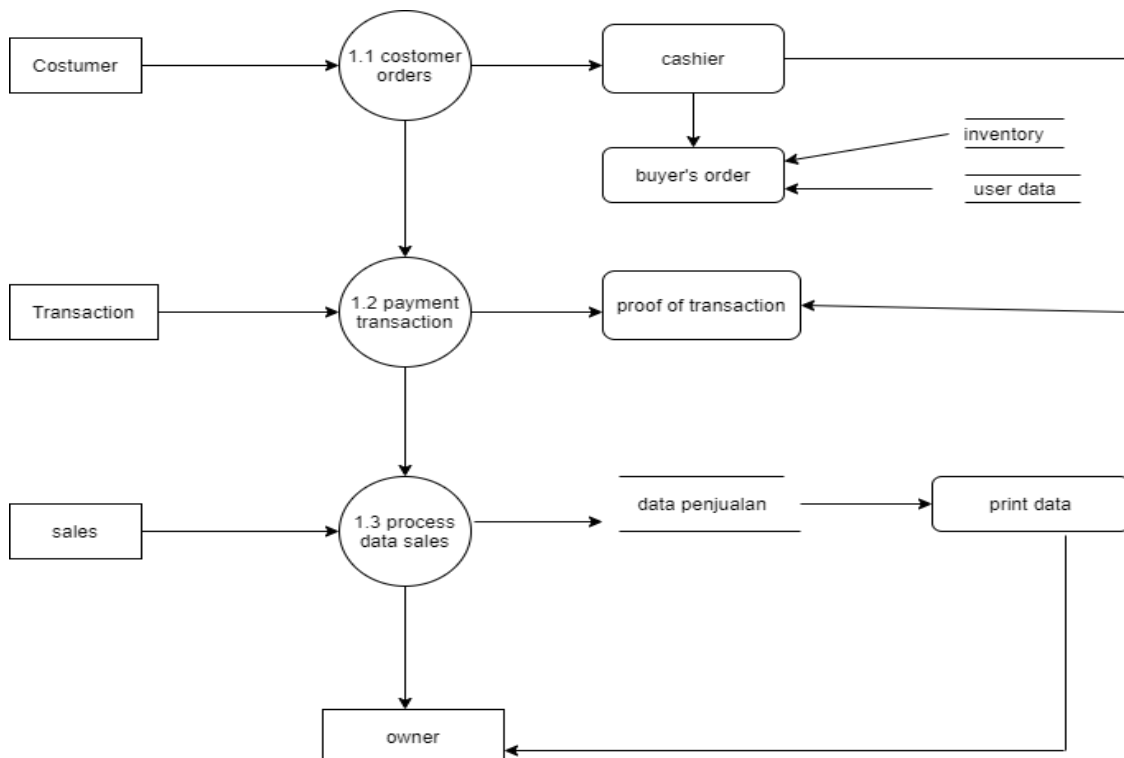 Costumer
1.1 costomer
orders
cashier
inventory
buyer's order
user data
Transaction
1.2 payment
transaction
proof of transaction
sales
1.3 process
data sales
data penjualan
print data
owner